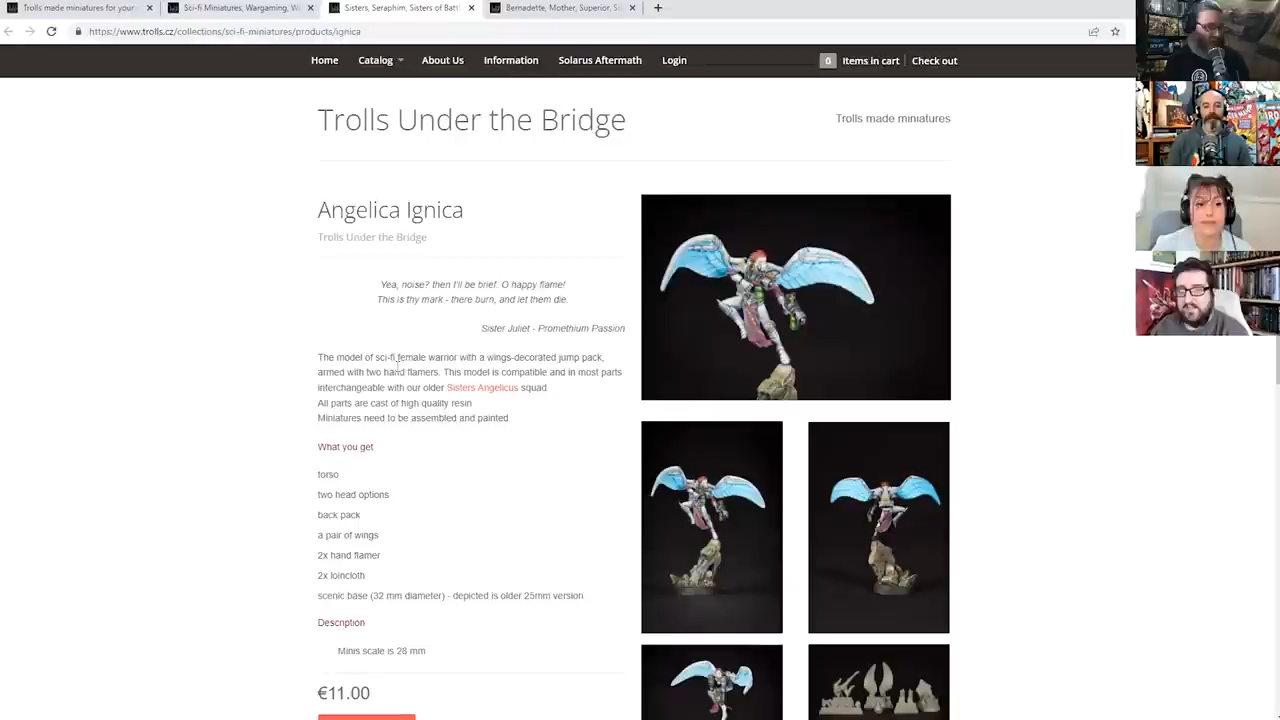 Trolls made miniatures for your
Sci-fi Miniatures, Wargaming, W
Sisters, Seraphim, Sisters of Batt
Bernadette, Mother, Superior, S
https://www.trolls.cz/collections/sci-fi-miniatures/products/ignica
Home Catalog About Us Information Solarus Aftermath Login 0 Items in cart Check out
Trolls Under the Bridge
Trolls made miniatures
Angelica Ignica
Trolls Under the Bridge
Yea, noise? then I'll be brief. O happy flame!
This is thy mark - there burn, and let them die.
Sister Juliet - Promethium Passion
The model of sci-fi female warrior with a wings-decorated jump pack,
armed with two hand flamers. This model is compatible and in most parts
interchangeable with our older Sisters Angelicus squad.
All parts are cast of high quality resin
Miniatures need to be assembled and painted
What you get
torso
two head options
back pack
a pair of wings
2x hand flamer
2x loincloth
scenic base (32 mm diameter) - depicted is older 25mm version
Description
Minis scale is 28 mm
€11.00